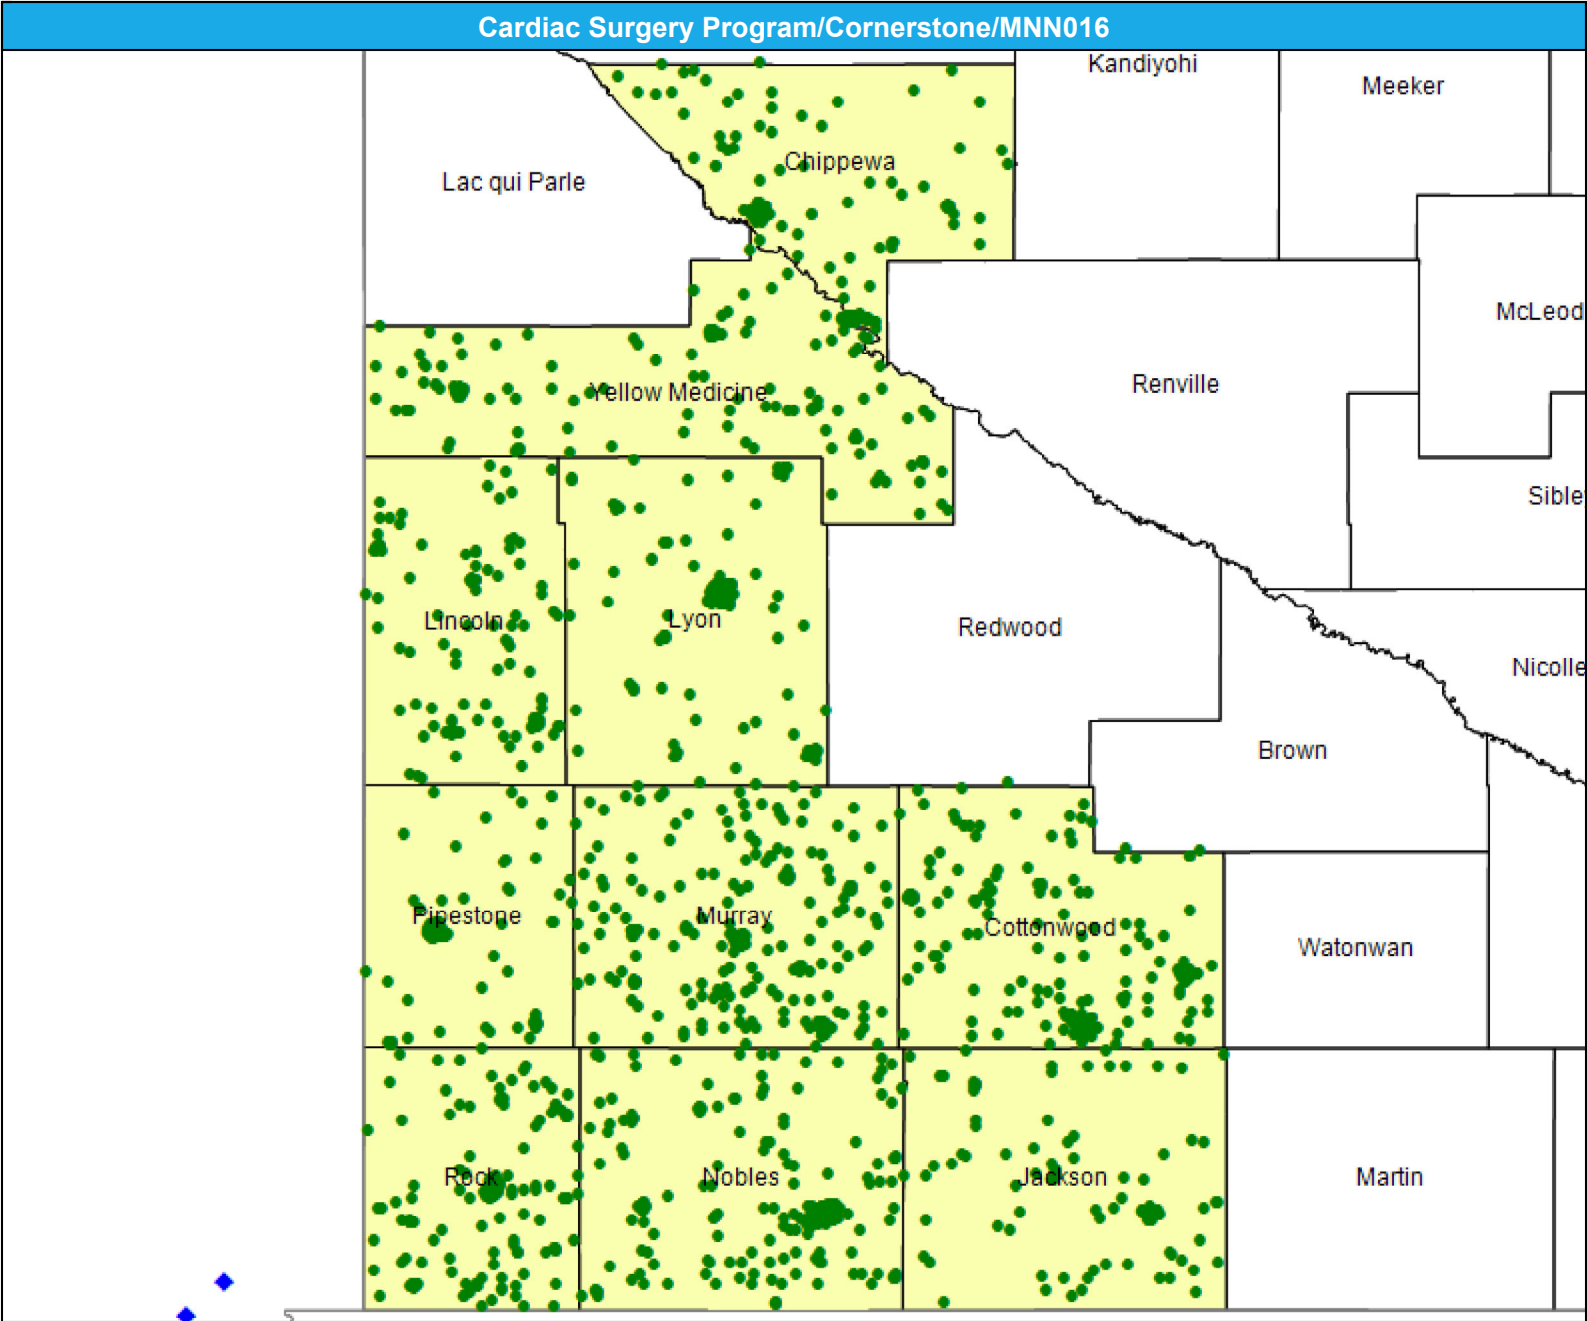 Cardiac Surgery Program/Cornerstone/MNN016
Kandiyohi
Meeker
Chippewa
Lac qui Parle
McLeod
Renville
Yellow Medicine
Sible
Lincoln
Lyon
Redwood
Nicolle
Brown
Pipestone
Murray
Cottonwood
Watonwan
Rock
Nobles
Jackson
Martin